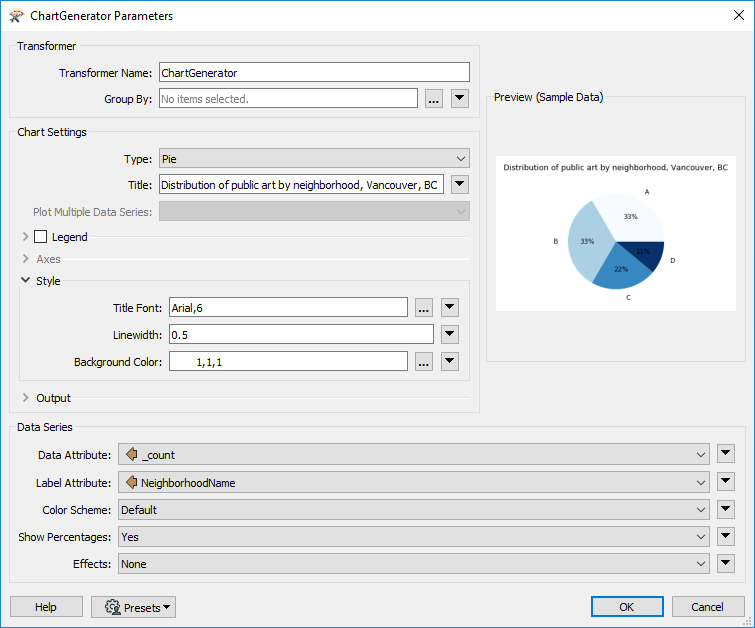 ChartGenerator Parameters
Transformer
Transformer Name: ChartGenerator
Group By: No items selected.
...
Chart Settings
Type: Pie
Title: Distribution of public art by neighborhood, Vancouver, BC
Plot Multiple Data Series:
Legend
Axes
Style
Title Font: Arial,6
...
Linewidth: 0.5
Background Color: 1,1,1
...
Output
Preview (Sample Data)
Distribution of public art by neighborhood, Vancouver, BC
A
33%
B
33%
11%
D
22%
C
Data Series
Data Attribute: _count
Label Attribute: NeighborhoodName
Color Scheme: Default
Show Percentages: Yes
Effects: None
Help
Presets
OK
Cancel